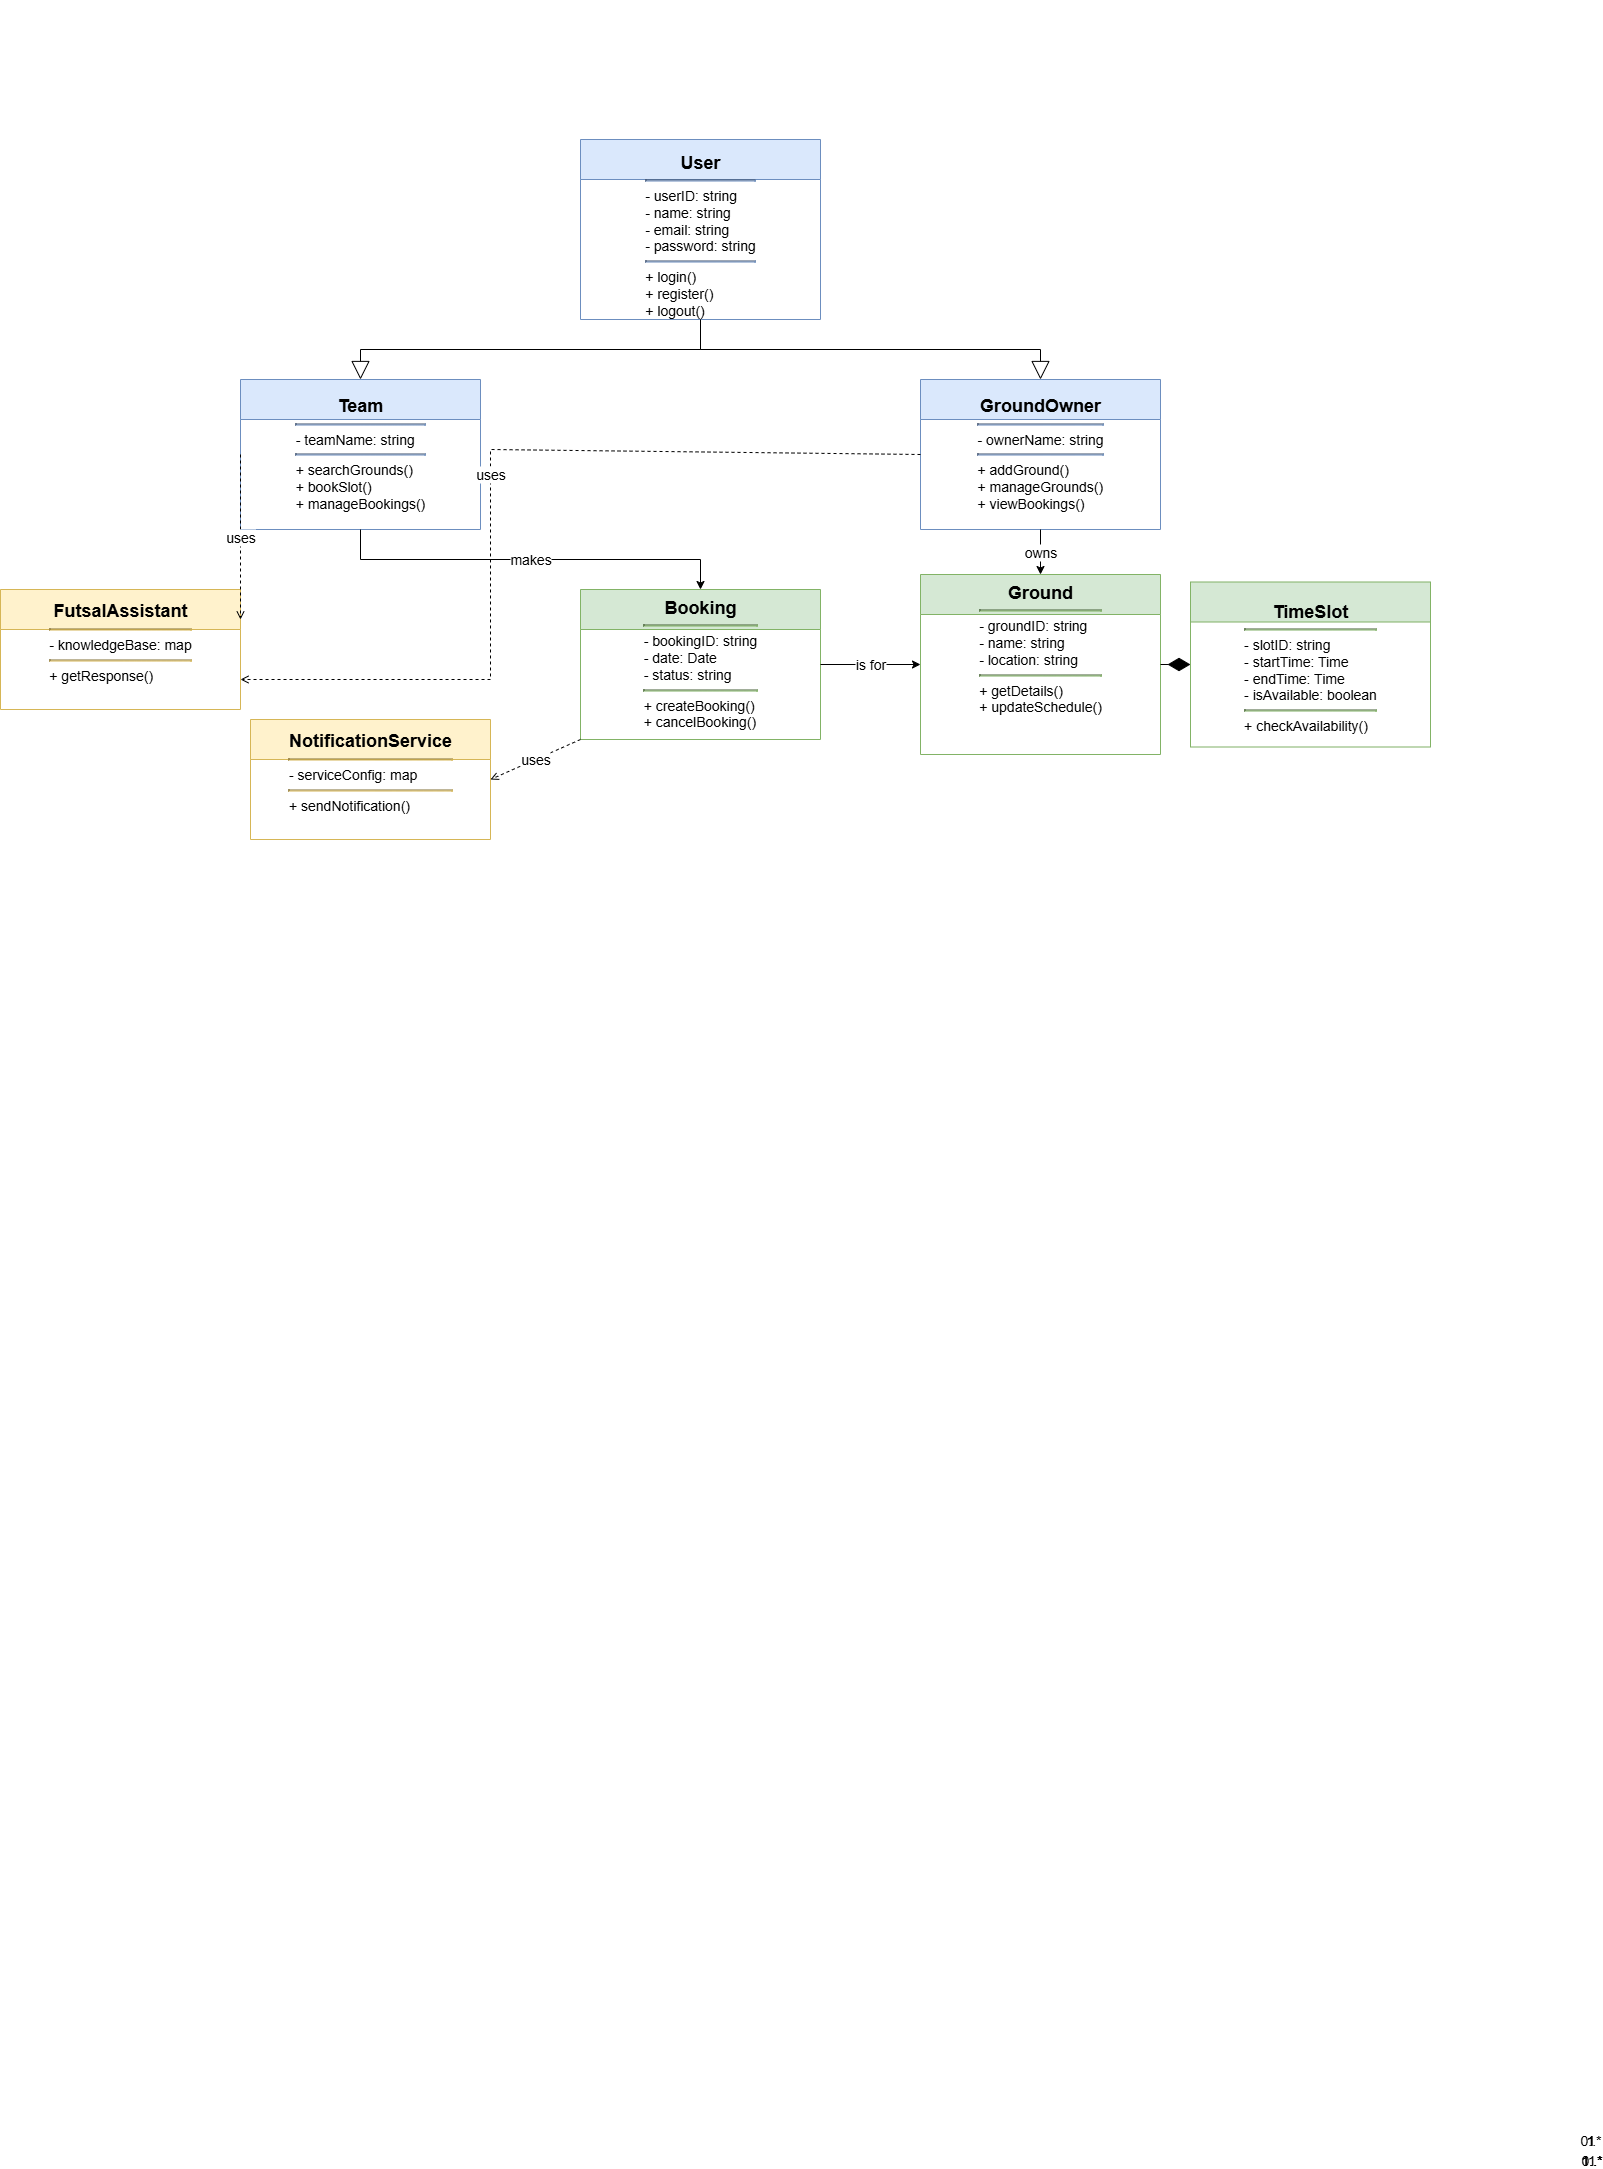 User
- userID: string
- name: string
- email: string
- password: string
+ login()
+ register()
+ logout()
Team
- teamName: string
+ searchGrounds()
+ bookSlot()
+ manageBookings()
GroundOwner
- ownerName: string
+ addGround()
+ manageGrounds()
+ viewBookings()
uses
uses
makes
owns
FutsalAssistant
- knowledgeBase: map
+ getResponse()
Booking
- bookingID: string
- date: Date
- status: string
+ createBooking()
+ cancelBooking()
is for
Ground
- groundID: string
- name: string
- location: string
+ getDetails()
+ updateSchedule()
TimeSlot
- slotID: string
- startTime: Time
- endTime: Time
- isAvailable: boolean
+ checkAvailability()
NotificationService
- serviceConfig: map
+ sendNotification()
uses